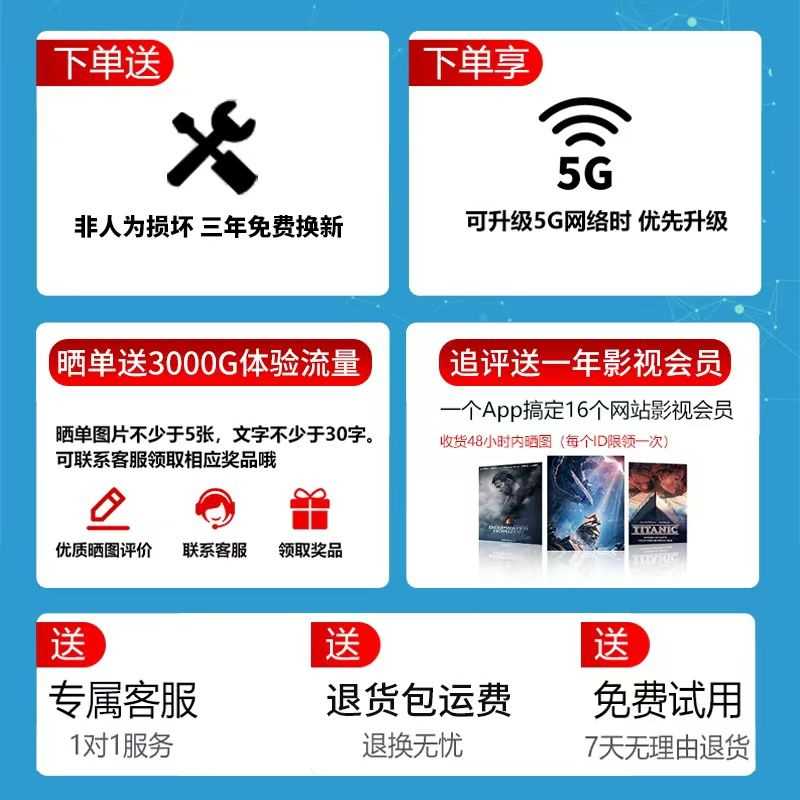 下单送
非人为损坏 三年免费换新
下单享
5G
可升级5G网络时 优先升级
晒单送3000G体验流量
晒单图片不少于5张，文字不少于30字。
可联系客服领取相应奖品哦
优质晒图评价
联系客服
领取奖品
追评送一年影视会员
一个App搞定16个网站影视会员
收货48小时内晒图（每个ID限领一次）
TITANIC
送
专属客服
1对1服务
送
退货包运费
退换无忧
送
免费试用
7天无理由退货